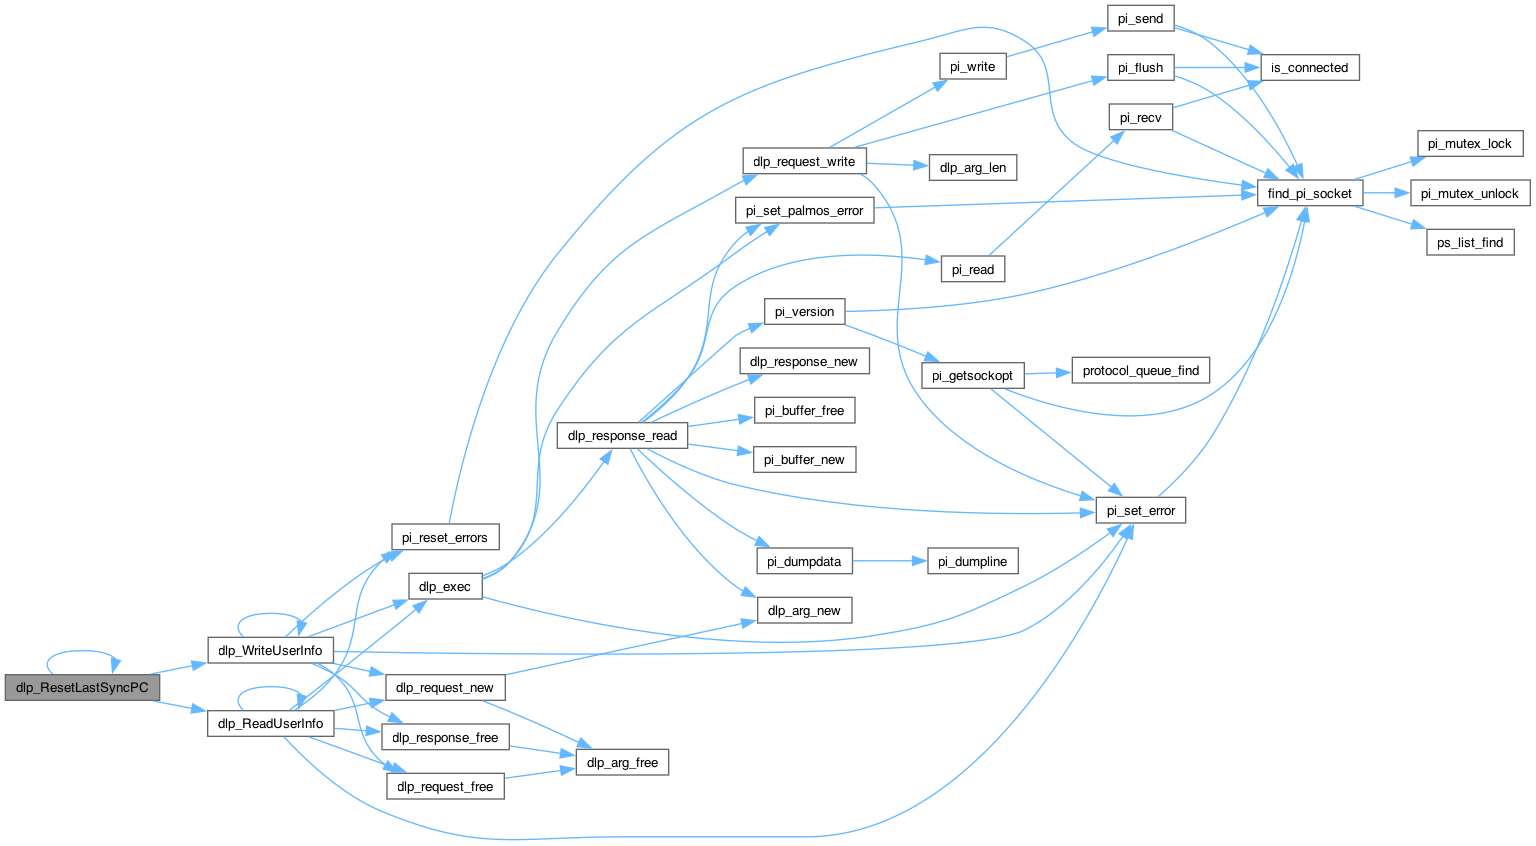 dlp_ResetLastSyncPC
dlp_WriteUserInfo
dlp_ReadUserInfo
pi_reset_errors
dlp_exec
dlp_request_new
dlp_response_free
dlp_request_free
dlp_response_read
dlp_arg_free
dlp_request_write
pi_set_palmos_error
pi_version
dlp_response_new
pi_buffer_free
pi_buffer_new
pi_dumpdata
dlp_arg_new
pi_write
dlp_arg_len
pi_read
pi_getsockopt
pi_dumpline
pi_send
pi_flush
pi_recv
protocol_queue_find
pi_set_error
is_connected
find_pi_socket
pi_mutex_lock
pi_mutex_unlock
ps_list_find